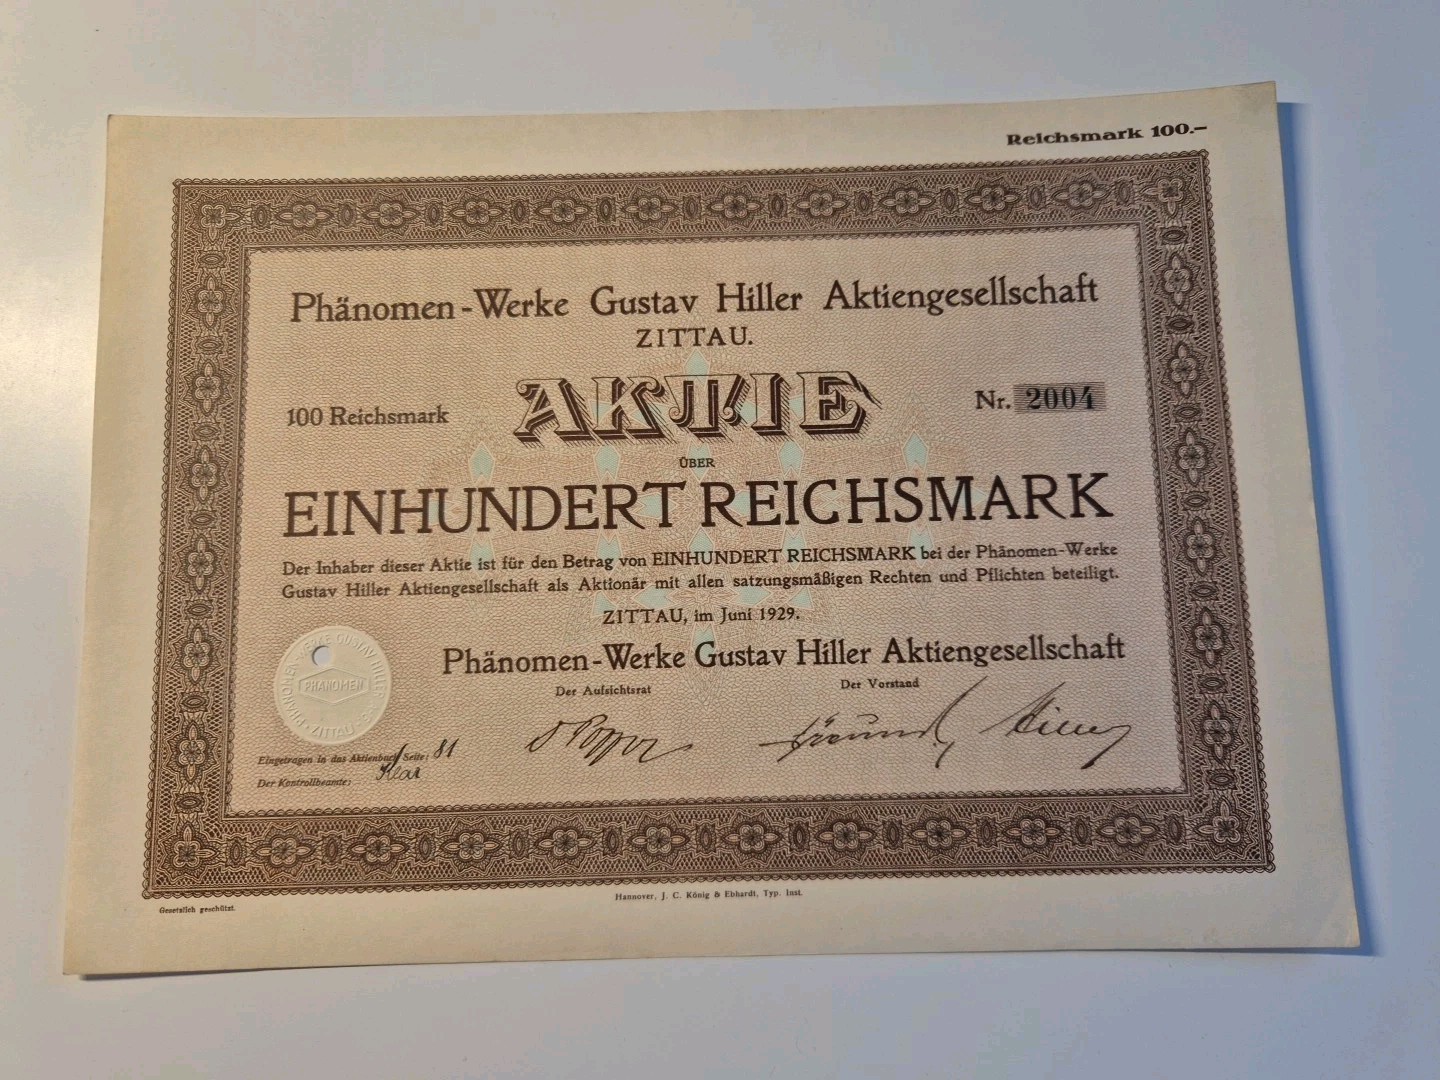 Reichsmark 100.–
Phänomen-Werke Gustav Hiller Aktiengesellschaft
ZITTAU.
AKTIE
100 Reichsmark
Nr. 2004
ÜBER
EINHUNDERT REICHSMARK
Der Inhaber dieser Aktie ist für den Betrag von EINHUNDERT REICHSMARK bei der Phänomen-Werke
Gustav Hiller Aktiengesellschaft als Aktionär mit allen satzungsmäßigen Rechten und Pflichten beteiligt.
ZITTAU, im Juni 1929.
Phänomen-Werke Gustav Hiller Aktiengesellschaft
Der Aufsichtsrat
Der Vorstand
PHÄNOMEN
ZITTAU
Eingetragen in das Aktienbuch Seite: 81
Der Kontrollbeamte:
Gesetzlich geschützt.
Hannover, J. C. König & Ebhardt, Typ. Inst.